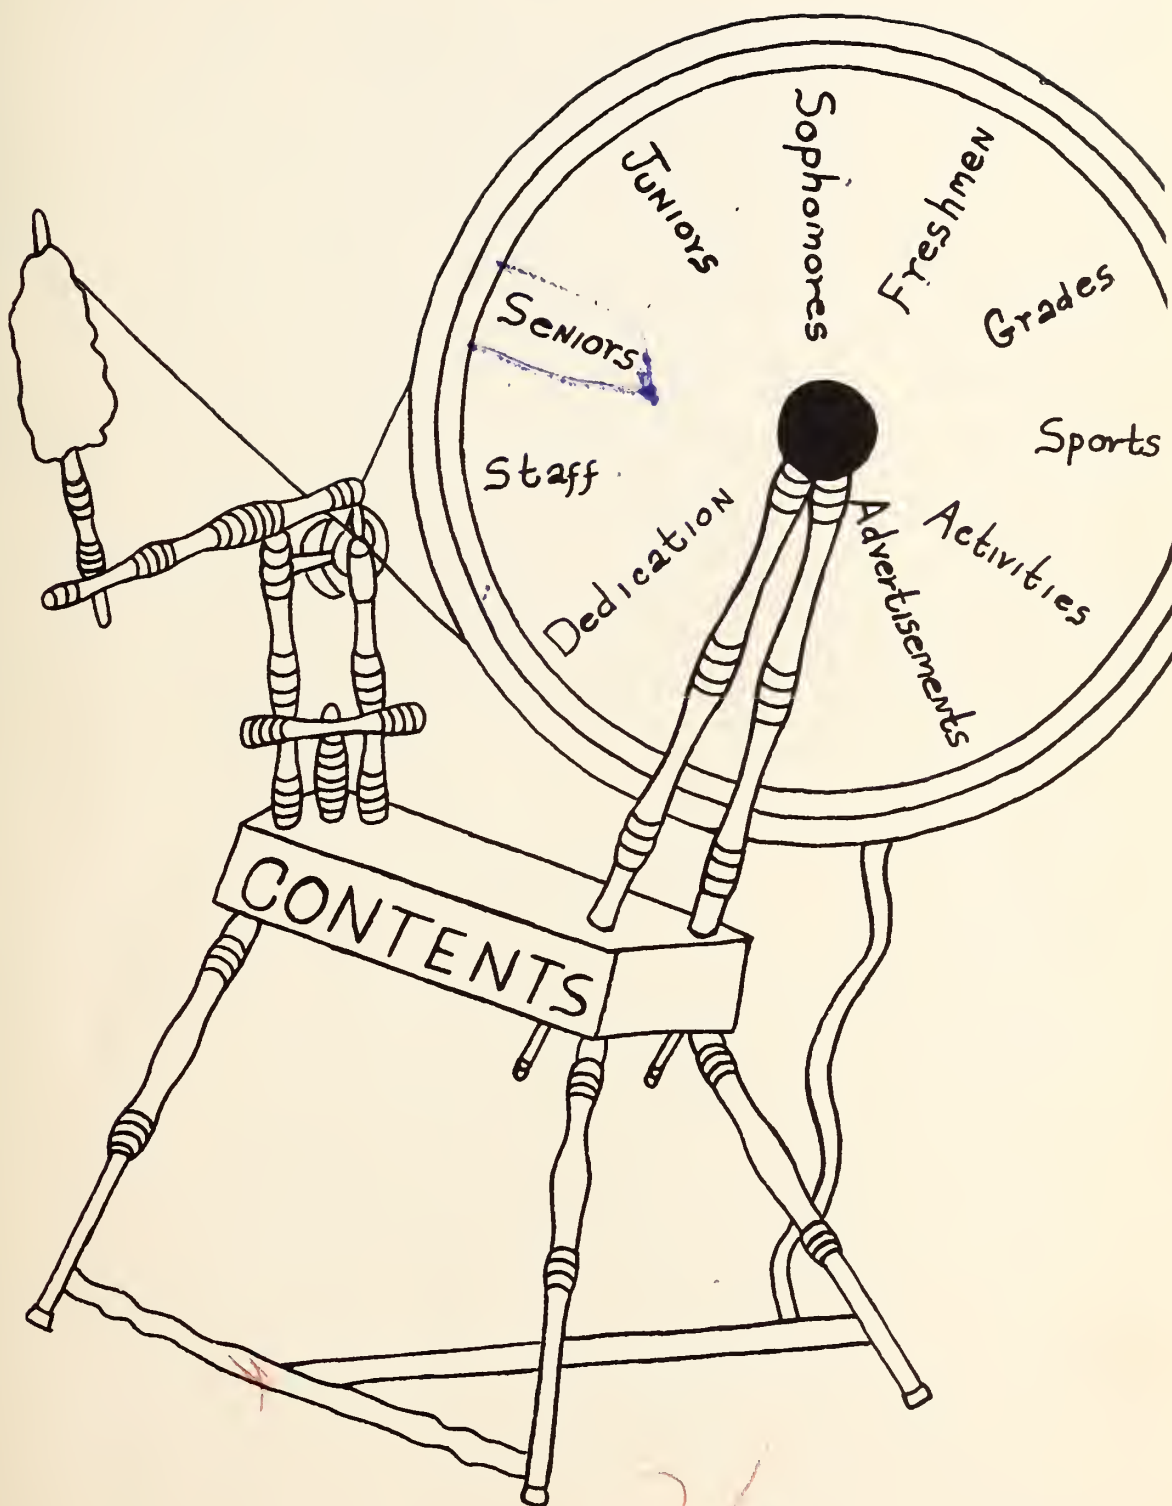 Dedication
Staff
Seniors
Juniors
Sophomores
Freshmen
Grades
Sports
Activities
Advertisements
CONTENTS